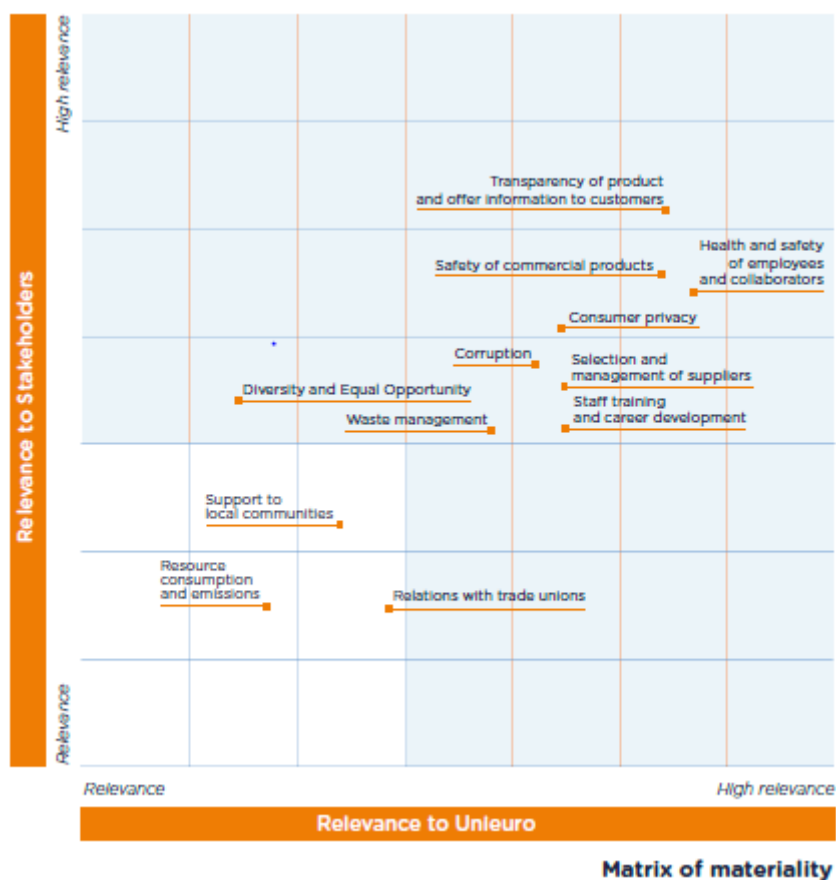 High relevance
Relevance to Stakeholders
Relevance
Transparency of product
and offer information to customers
Health and safety
of employees
and collaborators
Safety of commercial products
Consumer privacy
Corruption
Selection and
management of suppliers
Diversity and Equal Opportunity
Staff training
and career development
Waste management
Support to
local communities
Resource
consumption
and emissions
Relations with trade unions
Relevance
High relevance
Relevance to Unieuro
Matrix of materiality